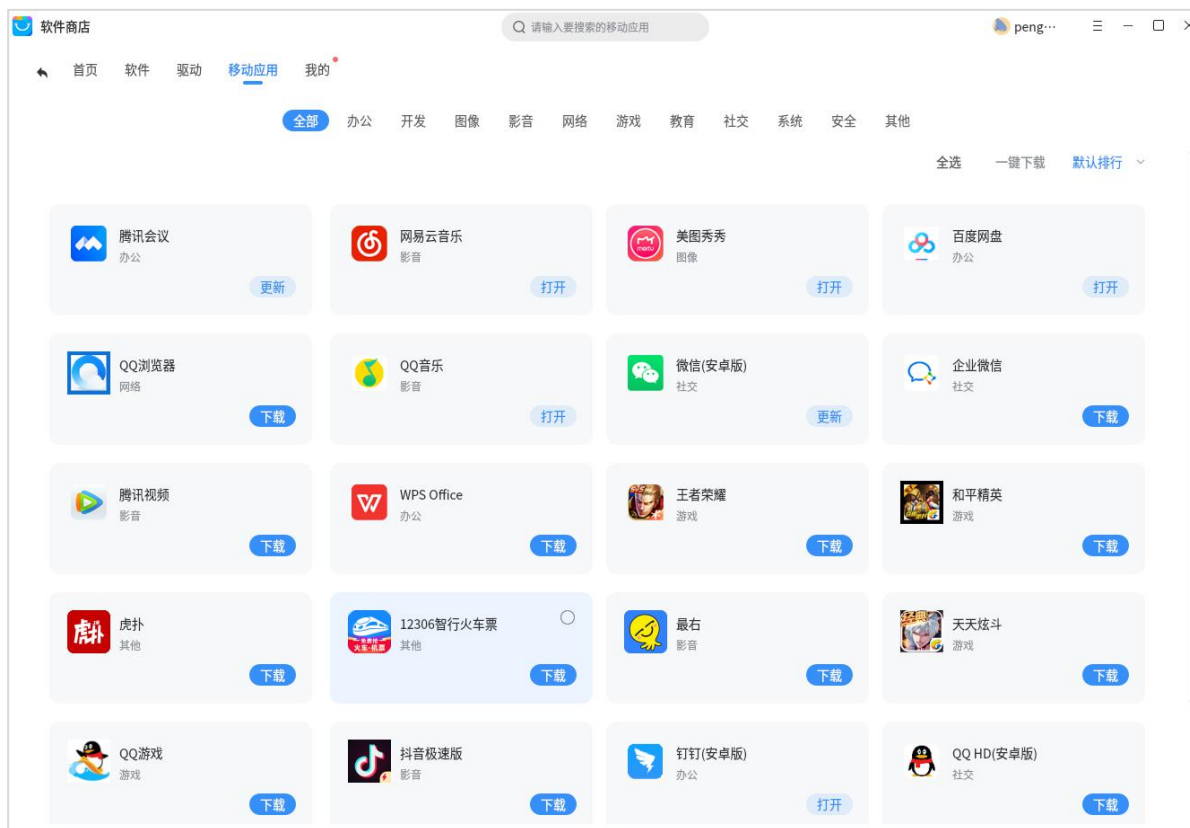 软件商店
请输入要搜索的移动应用
peng···
首页 软件 驱动 移动应用 我的
全部 办公 开发 图像 影音 网络 游戏 教育 社交 系统 安全 其他
全选 一键下载 默认排行
腾讯会议
办公
更新
网易云音乐
影音
打开
meitu
美图秀秀
图像
打开
百度网盘
办公
打开
QQ浏览器
网络
下载
QQ音乐
影音
打开
微信(安卓版)
社交
更新
企业微信
社交
下载
腾讯视频
影音
下载
WPS Office
办公
下载
王者荣耀
游戏
下载
和平精英
游戏
下载
虎扑
虎扑
其他
下载
火车·机票
12306智行火车票
其他
下载
最右
影音
下载
天天炫斗
游戏
下载
QQ游戏
游戏
下载
抖音极速版
影音
下载
钉钉(安卓版)
办公
打开
QQ HD(安卓版)
社交
下载